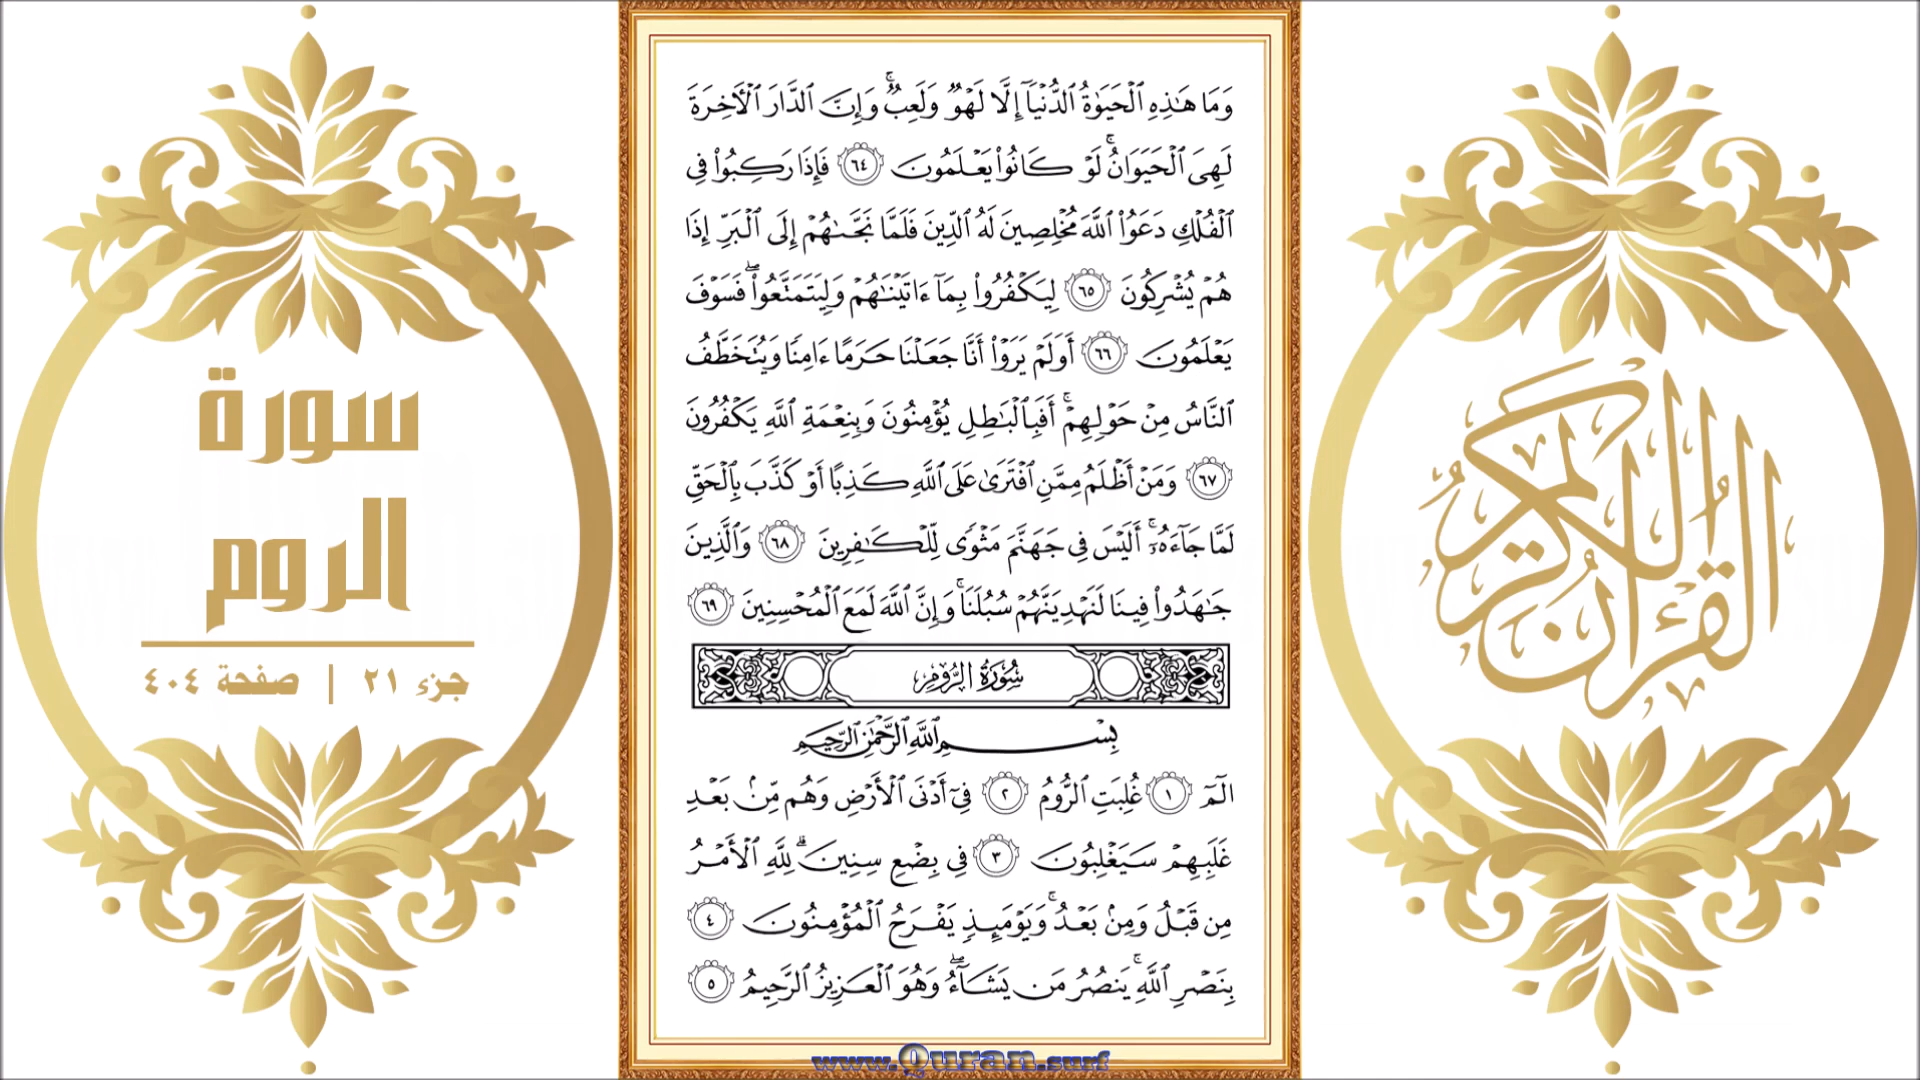 سورة
الروم
جزء ٢١ | صفحة ٤٠٤
وَمَا هَٰذِهِ ٱلْحَيَوٰةُ ٱلدُّنْيَآ إِلَّا لَهْوٌ وَلَعِبٌ ۚ وَإِنَّ ٱلدَّارَ ٱلْـَٔاخِرَةَ
لَهِىَ ٱلْحَيَوَانُ ۚ لَوْ كَانُوا۟ يَعْلَمُونَ ٦٤ فَإِذَا رَكِبُوا۟ فِى
ٱلْفُلْكِ دَعَوُا۟ ٱللَّهَ مُخْلِصِينَ لَهُ ٱلدِّينَ فَلَمَّا نَجَّىٰهُمْ إِلَى ٱلْبَرِّ إِذَا
هُمْ يُشْرِكُونَ ٦٥ لِيَكْفُرُوا۟ بِمَآ ءَاتَيْنَٰهُمْ وَلِيَتَمَتَّعُوا۟ ۖ فَسَوْفَ
يَعْلَمُونَ ٦٦ أَوَلَمْ يَرَوْا۟ أَنَّا جَعَلْنَا حَرَمًا ءَامِنًا وَيُتَخَطَّفُ
ٱلنَّاسُ مِنْ حَوْلِهِمْ ۚ أَفَبِٱلْبَٰطِلِ يُؤْمِنُونَ وَبِنِعْمَةِ ٱللَّهِ يَكْفُرُونَ
٦٧ وَمَنْ أَظْلَمُ مِمَّنِ ٱفْتَرَىٰ عَلَى ٱللَّهِ كَذِبًا أَوْ كَذَّبَ بِٱلْحَقِّ
لَمَّا جَآءَهُۥٓ ۚ أَلَيْسَ فِى جَهَنَّمَ مَثْوًى لِّلْكَٰفِرِينَ ٦٨ وَٱلَّذِينَ
جَٰهَدُوا۟ فِينَا لَنَهْدِيَنَّهُمْ سُبُلَنَا ۚ وَإِنَّ ٱللَّهَ لَمَعَ ٱلْمُحْسِنِينَ ٦٩
سُورَةُ الرُّومِ
بِسْمِ ٱللَّهِ ٱلرَّحْمَٰنِ ٱلرَّحِيمِ
الٓمٓ ١ غُلِبَتِ ٱلرُّومُ ٢ فِىٓ أَدْنَى ٱلْأَرْضِ وَهُم مِّنۢ بَعْدِ
غَلَبِهِمْ سَيَغْلِبُونَ ٣ فِى بِضْعِ سِنِينَ ۗ لِلَّهِ ٱلْأَمْرُ
مِن قَبْلُ وَمِنۢ بَعْدُ ۚ وَيَوْمَئِذٍ يَفْرَحُ ٱلْمُؤْمِنُونَ ٤
بِنَصْرِ ٱللَّهِ ۚ يَنصُرُ مَن يَشَآءُ ۖ وَهُوَ ٱلْعَزِيزُ ٱلرَّحِيمُ ٥
القرآن الكريم
www.Quran.surf